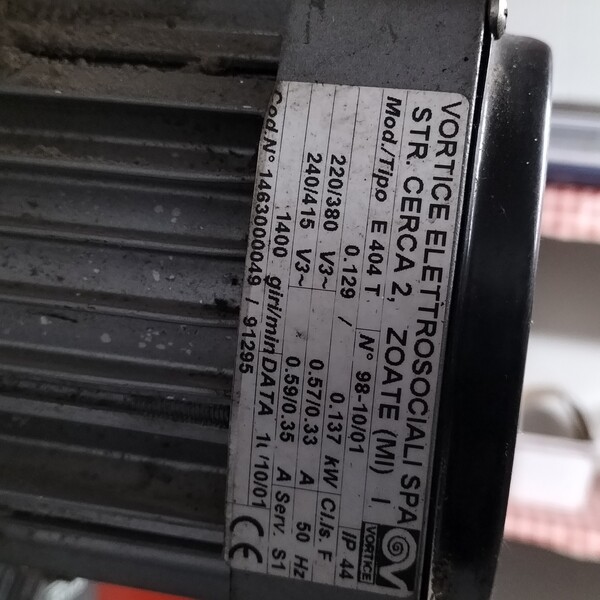 VORTICE ELETTROSOCIALI SPA
STR. CERCA 2, ZOATE (MI) I
VORTICE
Mod./Tipo E 404 T N° 98-10/01 IP 44
0.129 / 0.137 kW Cl.Is. F
220/380 V3~ 0.57/0.33 A 50 Hz
240/415 V3~ 0.59/0.35 A Serv. S1
1400 giri/min DATA 11/10/01 CE
Cod.N° 1463000049 / 91295